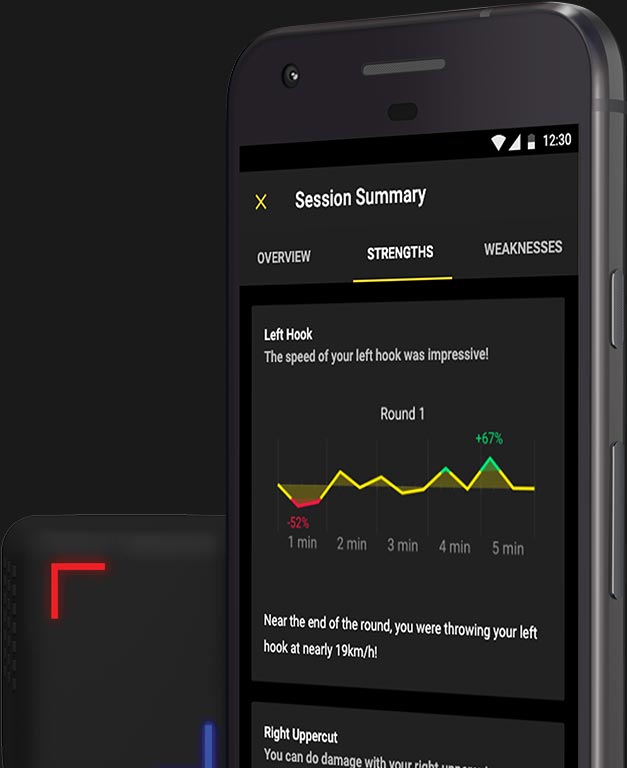 12:30
X Session Summary
OVERVIEW STRENGTHS WEAKNESSES
Left Hook
The speed of your left hook was impressive!
Round 1
+67%
-52%
1 min 2 min 3 min 4 min 5 min
Near the end of the round, you were throwing your left
hook at nearly 19km/h!
Right Uppercut
You can do damage with your right